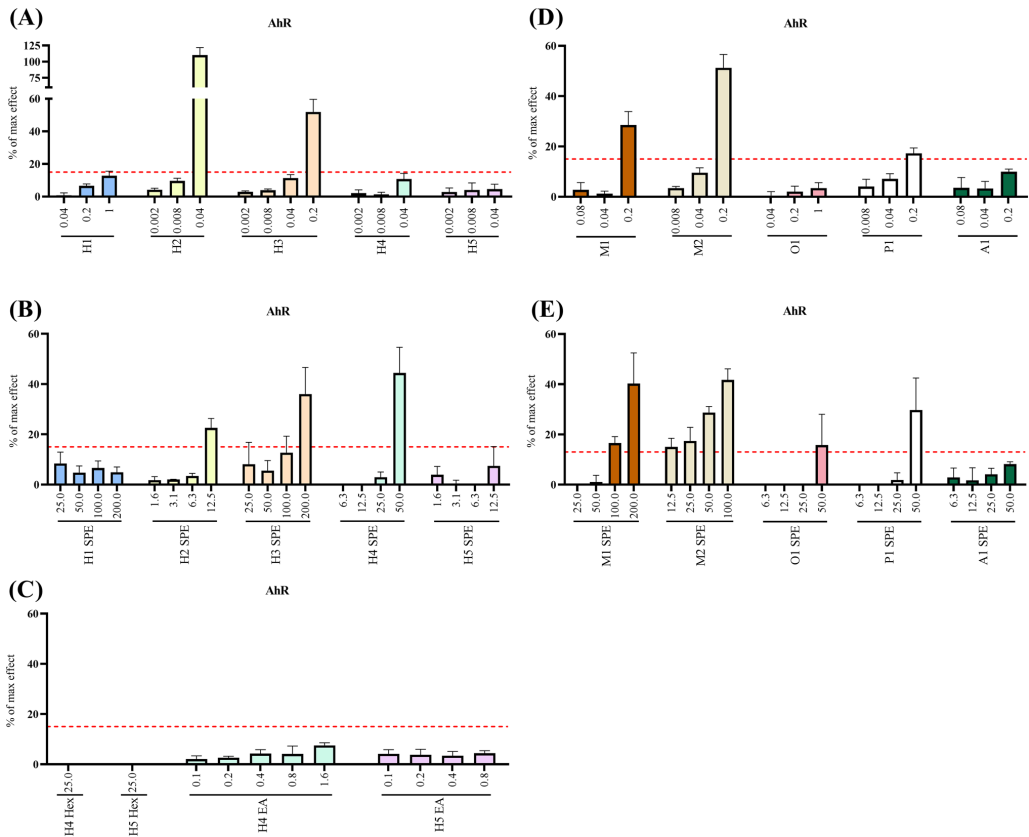 (A)
AhR
% of max effect
125
100
75
60
40
20
0
0.04 0.2 1 0.002 0.008 0.04 0.002 0.008 0.04 0.2 0.002 0.008 0.04 0.002 0.008 0.04
H1 H2 H3 H4 H5
(D)
AhR
% of max effect
60
40
20
0
0.08 0.04 0.2 0.008 0.04 0.2 0.04 0.2 1 0.008 0.04 0.2 0.08 0.04 0.2
M1 M2 O1 P1 A1
(B)
AhR
% of max effect
60
40
20
0
25.0 50.0 100.0 200.0 1.6 3.1 6.3 12.5 25.0 50.0 100.0 200.0 6.3 12.5 25.0 50.0 1.6 3.1 6.3 12.5
H1 SPE H2 SPE H3 SPE H4 SPE H5 SPE
(E)
AhR
% of max effect
60
40
20
0
25.0 50.0 100.0 200.0 12.5 25.0 50.0 100.0 6.3 12.5 25.0 50.0 6.3 12.5 25.0 50.0 6.3 12.5 25.0 50.0
M1 SPE M2 SPE O1 SPE P1 SPE A1 SPE
(C)
AhR
% of max effect
60
40
20
0
25.0 25.0 0.1 0.2 0.4 0.8 1.6 0.1 0.2 0.4 0.8
H4 Hex H5 Hex H4 EA H5 EA